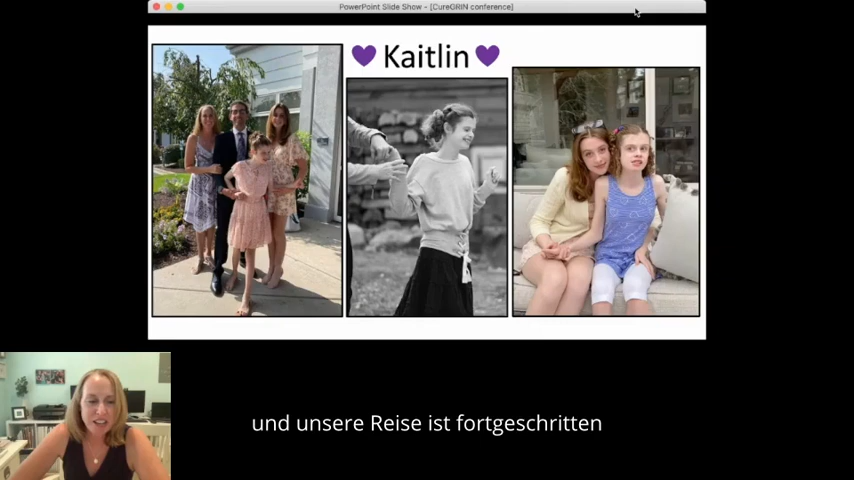 PowerPoint Slide Show - [CureGRIN conference]
💜 Kaitlin 💜
und unsere Reise ist fortgeschritten